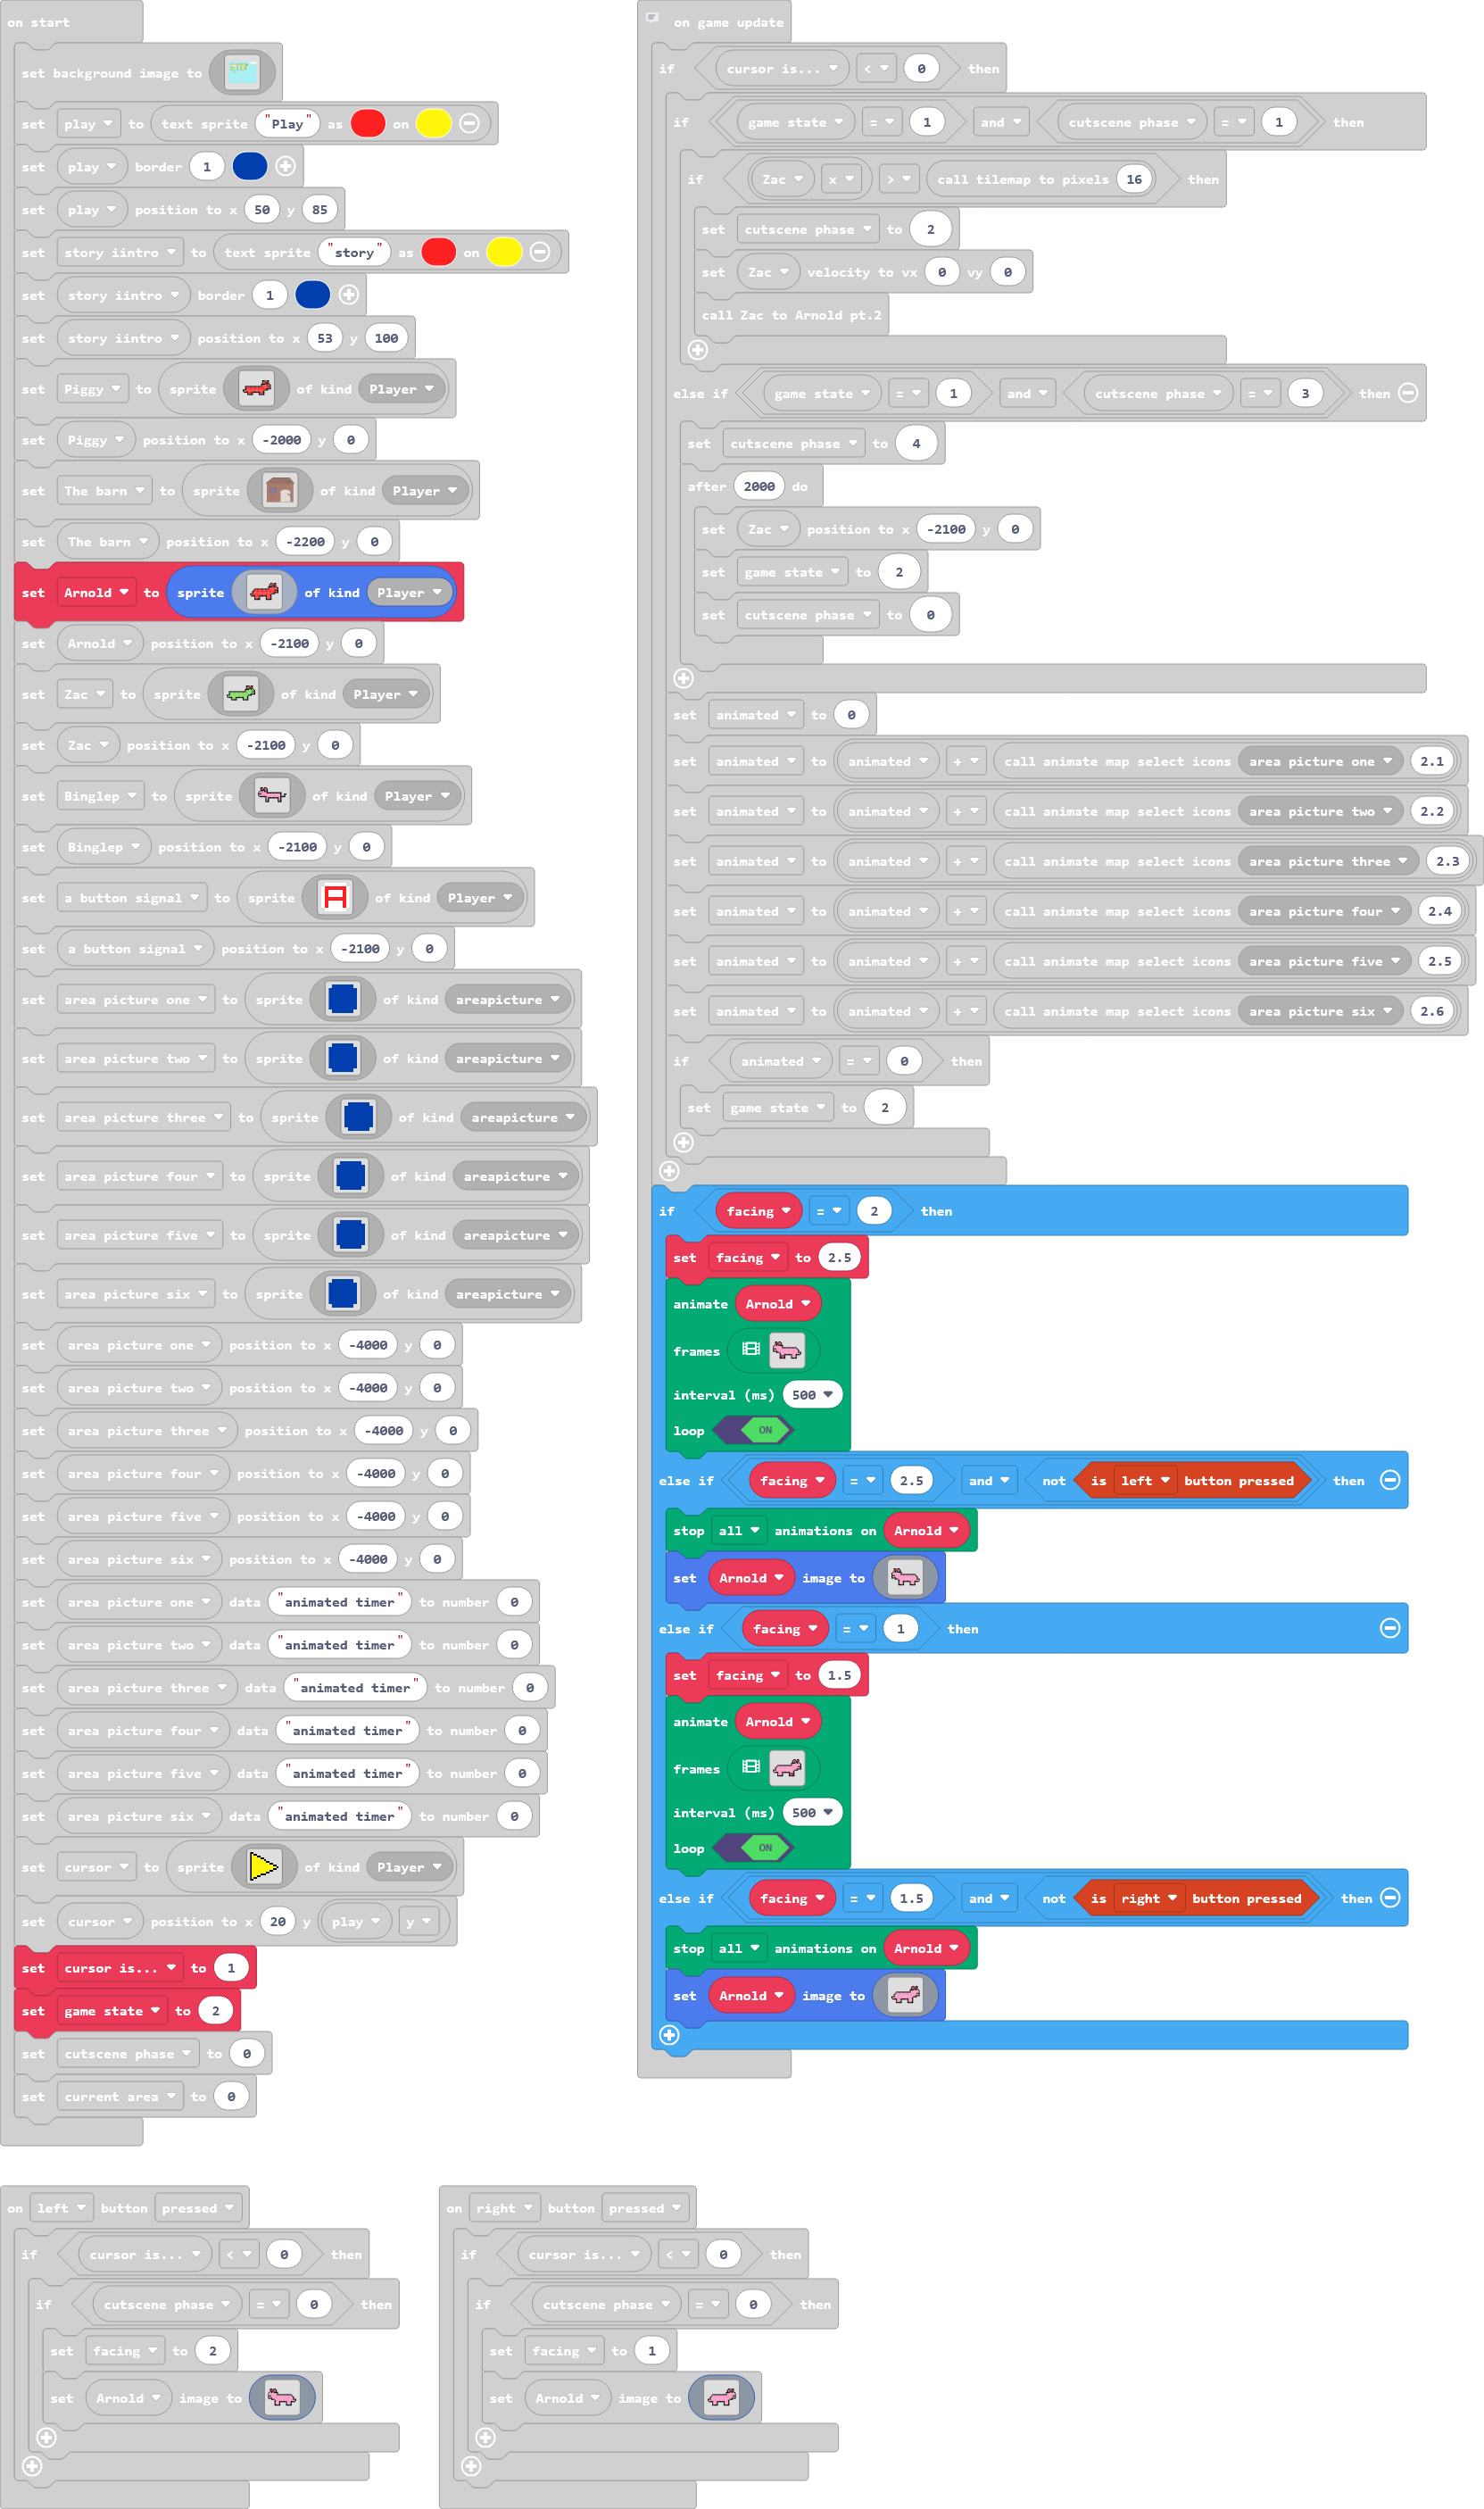 on start
set background image to
set play to text sprite "Play" as on
set play border 1
set play position to x 50 y 85
set story iintro to text sprite "story" as on
set story iintro border 1
set story iintro position to x 53 y 100
set Piggy to sprite of kind Player
set Piggy position to x -2000 y 0
set The barn to sprite of kind Player
set The barn position to x -2200 y 0
set Arnold to sprite of kind Player
set Arnold position to x -2100 y 0
set Zac to sprite of kind Player
set Zac position to x -2100 y 0
set Binglep to sprite of kind Player
set Binglep position to x -2100 y 0
set a button signal to sprite of kind Player
set a button signal position to x -2100 y 0
set area picture one to sprite of kind areapicture
set area picture two to sprite of kind areapicture
set area picture three to sprite of kind areapicture
set area picture four to sprite of kind areapicture
set area picture five to sprite of kind areapicture
set area picture six to sprite of kind areapicture
set area picture one position to x -4000 y 0
set area picture two position to x -4000 y 0
set area picture three position to x -4000 y 0
set area picture four position to x -4000 y 0
set area picture five position to x -4000 y 0
set area picture six position to x -4000 y 0
set area picture one data "animated timer" to number 0
set area picture two data "animated timer" to number 0
set area picture three data "animated timer" to number 0
set area picture four data "animated timer" to number 0
set area picture five data "animated timer" to number 0
set area picture six data "animated timer" to number 0
set cursor to sprite of kind Player
set cursor position to x 20 y play y
set cursor is... to 1
set game state to 2
set cutscene phase to 0
set current area to 0
on game update
if cursor is... < 0 then
if game state = 1 and cutscene phase = 1 then
if Zac x > call tilemap to pixels 16 then
set cutscene phase to 2
set Zac velocity to vx 0 vy 0
call Zac to Arnold pt.2
else if game state = 1 and cutscene phase = 3 then
set cutscene phase to 4
after 2000 do
set Zac position to x -2100 y 0
set game state to 2
set cutscene phase to 0
set animated to 0
set animated to animated + call animate map select icons area picture one 2.1
set animated to animated + call animate map select icons area picture two 2.2
set animated to animated + call animate map select icons area picture three 2.3
set animated to animated + call animate map select icons area picture four 2.4
set animated to animated + call animate map select icons area picture five 2.5
set animated to animated + call animate map select icons area picture six 2.6
if animated = 0 then
set game state to 2
if facing = 2 then
set facing to 2.5
animate Arnold
frames
interval (ms) 500
loop ON
else if facing = 2.5 and not is left button pressed then
stop all animations on Arnold
set Arnold image to
else if facing = 1 then
set facing to 1.5
animate Arnold
frames
interval (ms) 500
loop ON
else if facing = 1.5 and not is right button pressed then
stop all animations on Arnold
set Arnold image to
on left button pressed
if cursor is... < 0 then
if cutscene phase = 0 then
set facing to 2
set Arnold image to
on right button pressed
if cursor is... < 0 then
if cutscene phase = 0 then
set facing to 1
set Arnold image to